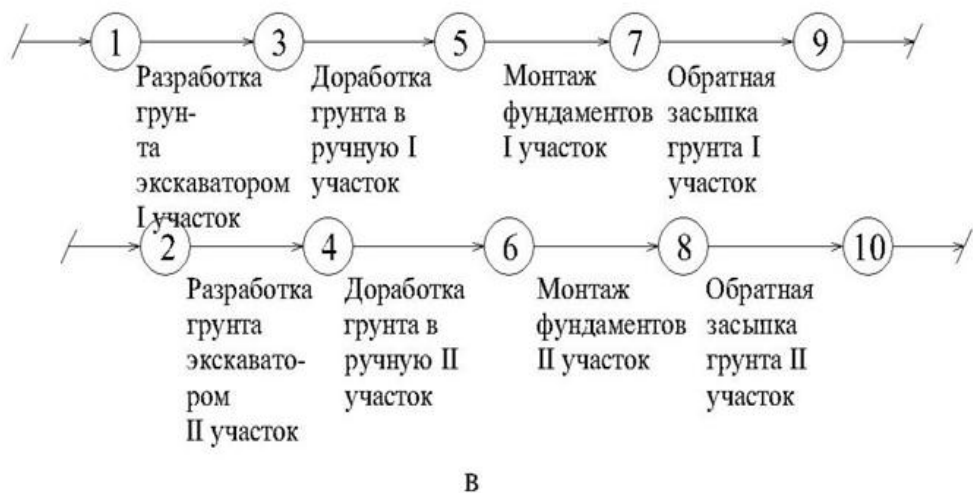 1 3 5 7 9
Разработка
грун-
та
экскаватором
I участок
Доработка
грунта в
ручную I
участок
Монтаж
фундаментов
I участок
Обратная
засыпка
грунта I
участок
2 4 6 8 10
Разработка
грунта
экскавато-
ром
II участок
Доработка
грунта в
ручную II
участок
Монтаж
фундаментов
II участок
Обратная
засыпка
грунта II
участок
в